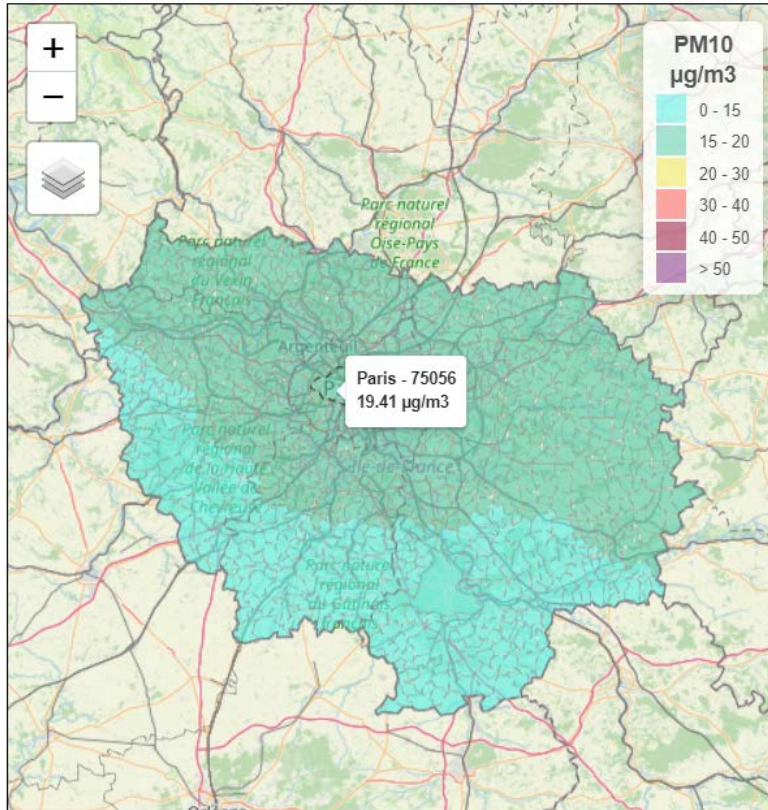 +
−
PM10
µg/m3
0 - 15
15 - 20
20 - 30
30 - 40
40 - 50
> 50
Parc naturel
régional
Oise-Pays
de France
Parc naturel
régional
du Vexin
Français
Argenteuil
P
Paris - 75056
19.41 µg/m3
Île-de-France
Parc naturel
régional
de la Haute
Vallée de
Chevreuse
Parc naturel
régional
du Gâtinais
français